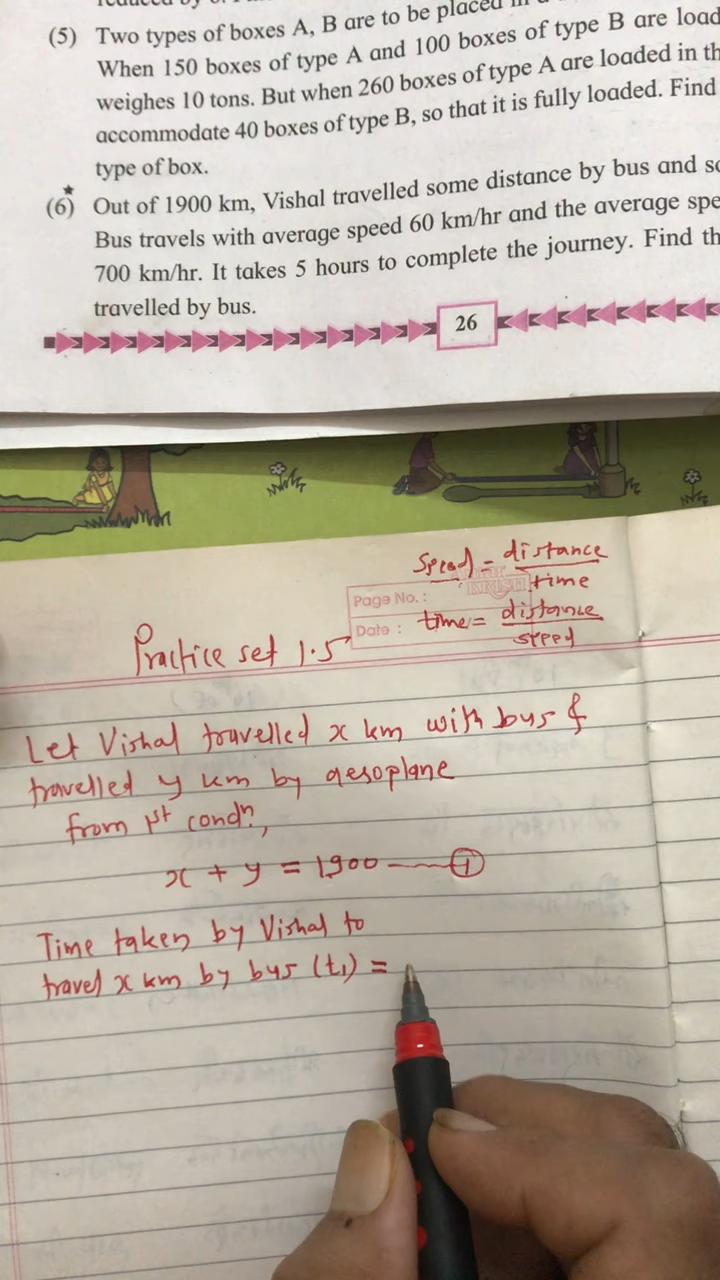 (5) Two types of boxes A, B are to be placed in
When 150 boxes of type A and 100 boxes of type B are load
weighes 10 tons. But when 260 boxes of type A are loaded in th
accommodate 40 boxes of type B, so that it is fully loaded. Find
type of box.
(6)* Out of 1900 km, Vishal travelled some distance by bus and so
Bus travels with average speed 60 km/hr and the average spe
700 km/hr. It takes 5 hours to complete the journey. Find th
travelled by bus.
26
Speed = distance / time
Page No. :
Date :
time = distance / speed
Practice set 1.5
Let Vishal travelled x km with bus &
travelled y km by aesoplane
from 1st condn,
x + y = 1900 —— ①
Time taken by Vishal to
travel x km by bus (t₁) =